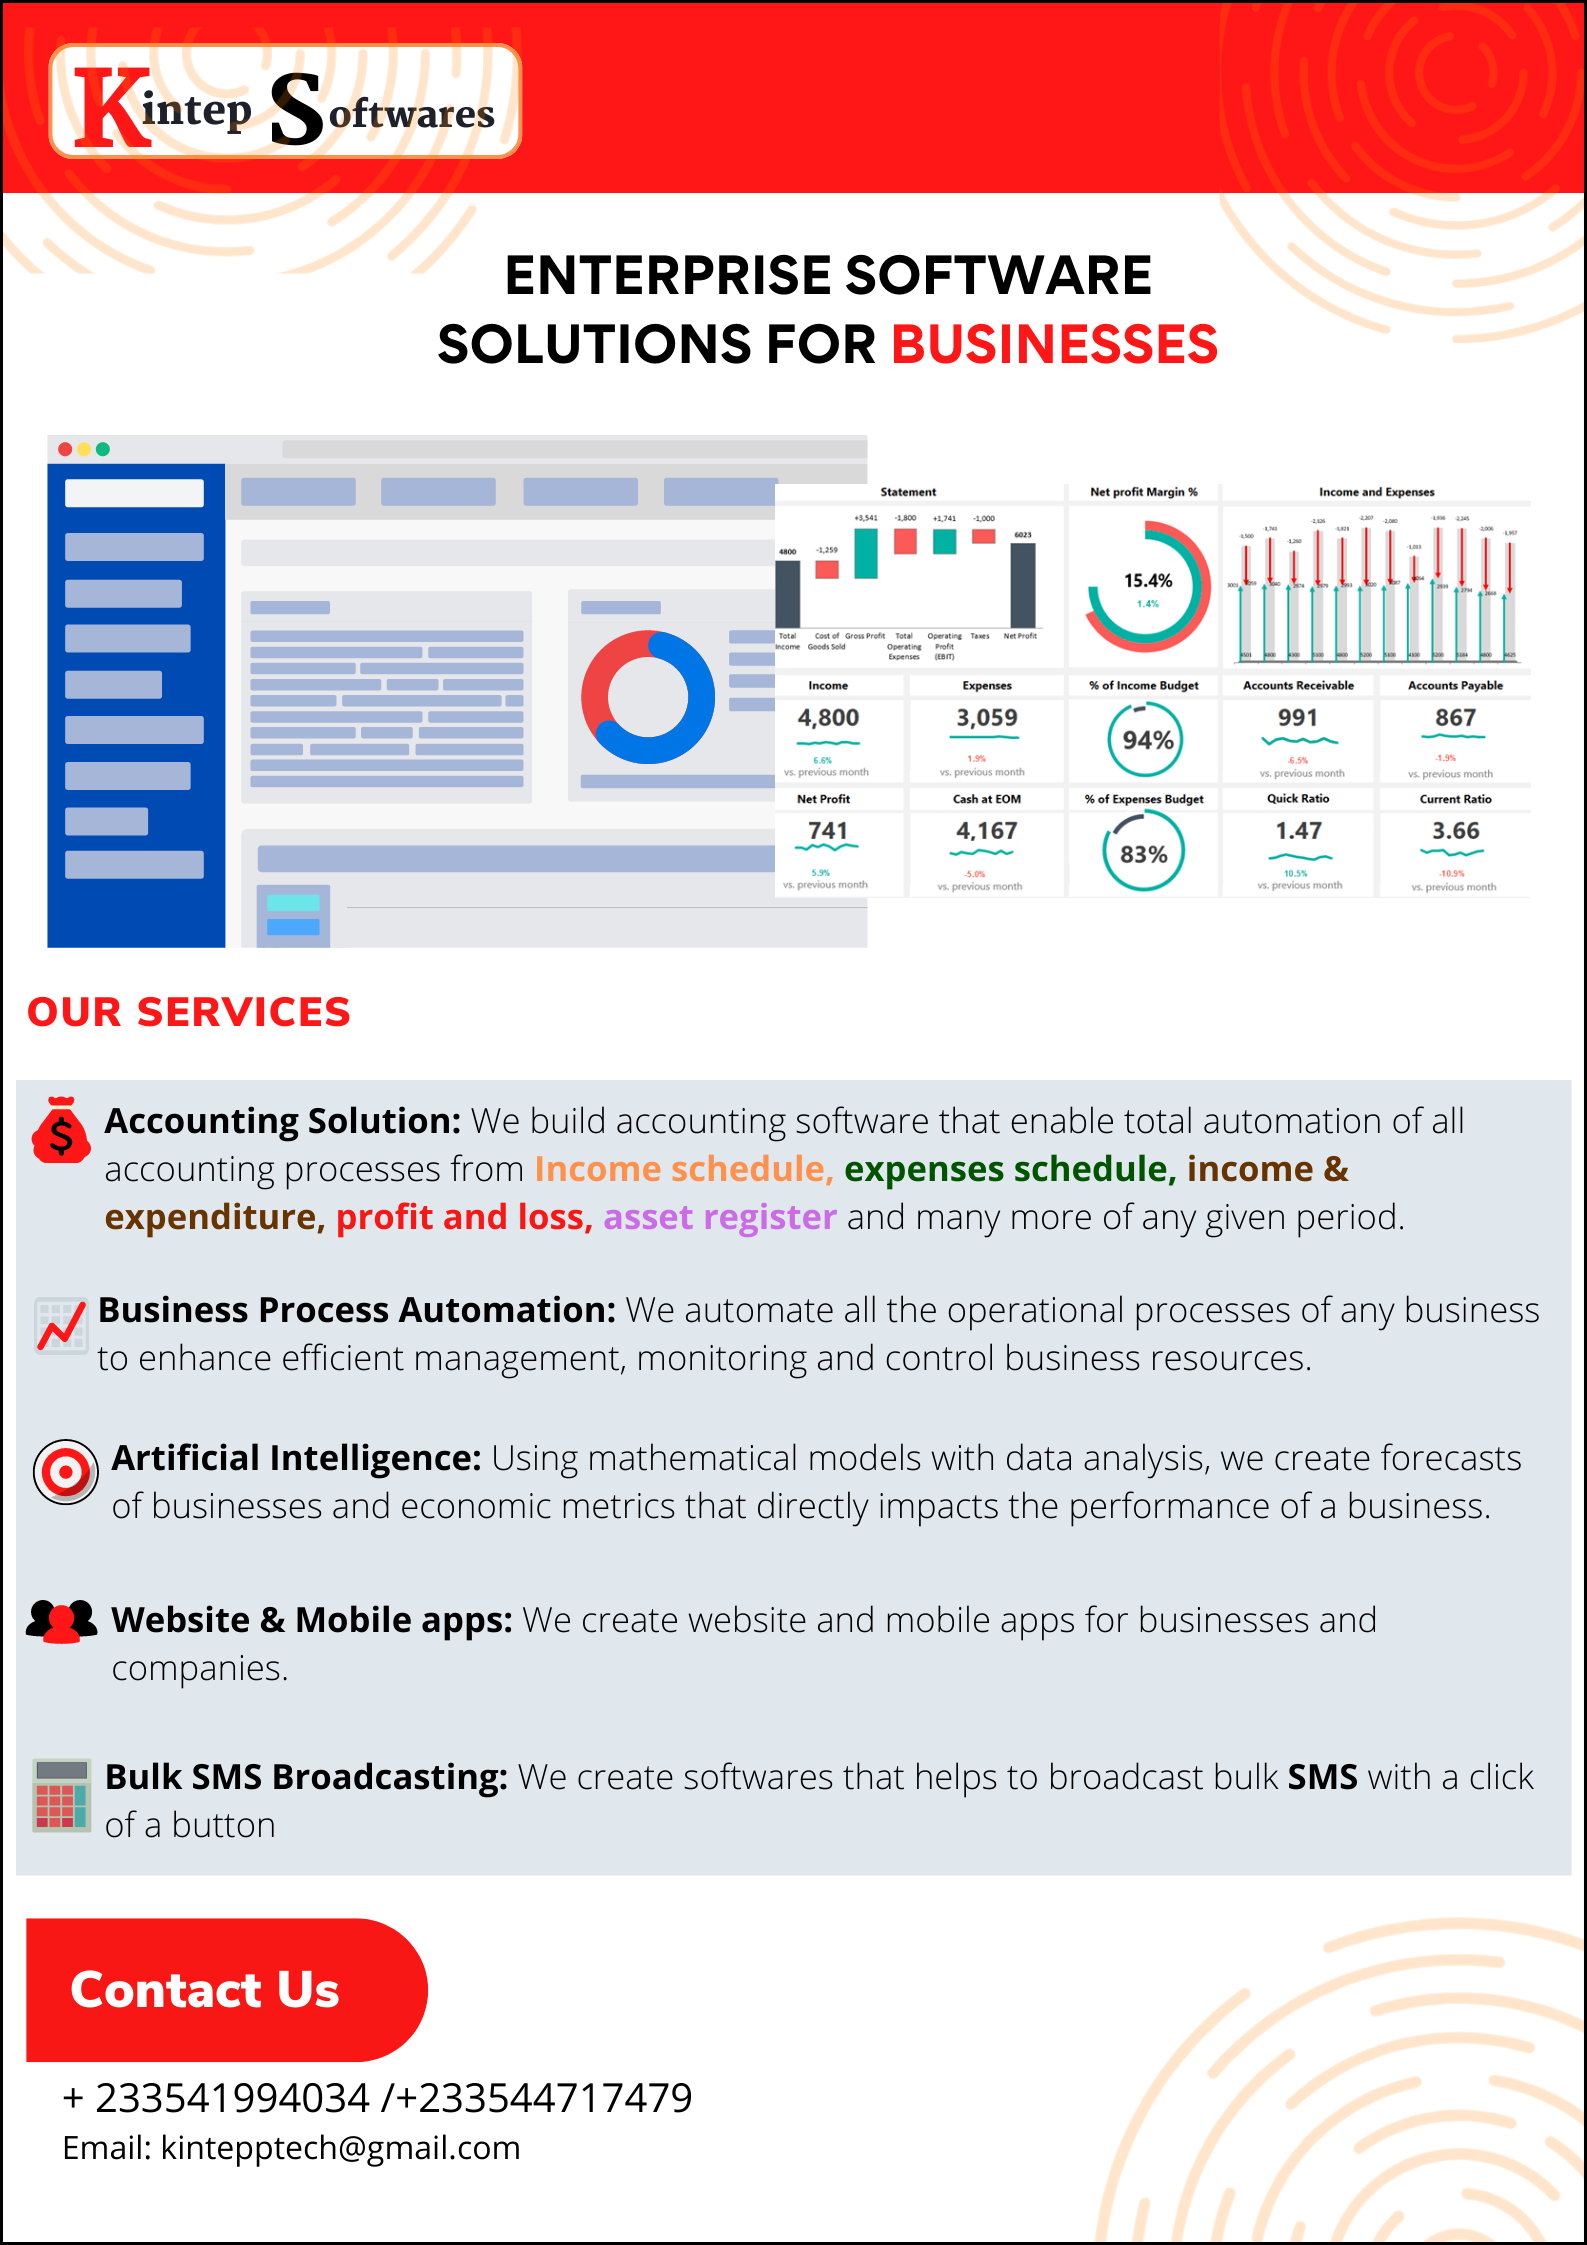 Kintep Softwares
ENTERPRISE SOFTWARE
SOLUTIONS FOR BUSINESSES
Statement
+3,541 -1,800 +1,741 -1,000
4800 -1,259 6023
Total Income
Cost of Goods Sold
Gross Profit
Total Operating Expenses
Operating Profit (EBIT)
Taxes
Net Profit
Net profit Margin %
15.4%
1.4%
Income and Expenses
Income
4,800
6.6%
vs. previous month
Expenses
3,059
1.9%
vs. previous month
% of Income Budget
94%
Accounts Receivable
991
-6.5%
vs. previous month
Accounts Payable
867
-1.9%
vs. previous month
Net Profit
741
5.9%
vs. previous month
Cash at EOM
4,167
-5.0%
vs. previous month
% of Expenses Budget
83%
Quick Ratio
1.47
10.5%
vs. previous month
Current Ratio
3.66
-10.9%
vs. previous month
OUR SERVICES
Accounting Solution: We build accounting software that enable total automation of all
accounting processes from Income schedule, expenses schedule, income &
expenditure, profit and loss, asset register and many more of any given period.
Business Process Automation: We automate all the operational processes of any business
to enhance efficient management, monitoring and control business resources.
Artificial Intelligence: Using mathematical models with data analysis, we create forecasts
of businesses and economic metrics that directly impacts the performance of a business.
Website & Mobile apps: We create website and mobile apps for businesses and
companies.
Bulk SMS Broadcasting: We create softwares that helps to broadcast bulk SMS with a click
of a button
Contact Us
+ 233541994034 /+233544717479
Email: kintepptech@gmail.com